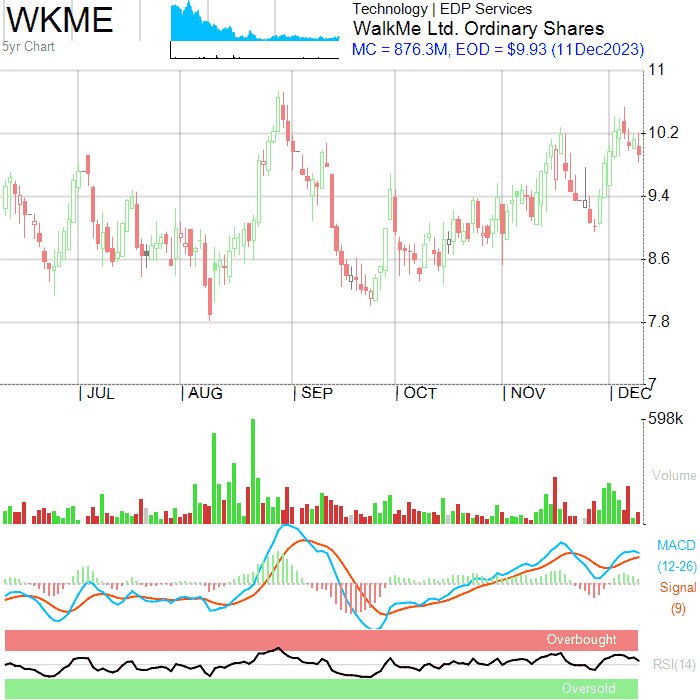 WKME
5yr Chart
Technology | EDP Services
WalkMe Ltd. Ordinary Shares
MC = 876.3M, EOD = $9.93 (11Dec2023)
11
10.2
9.4
8.6
7.8
7
JUL
AUG
SEP
OCT
NOV
DEC
598k
Volume
MACD
(12-26)
Signal
(9)
Overbought
RSI(14)
Oversold